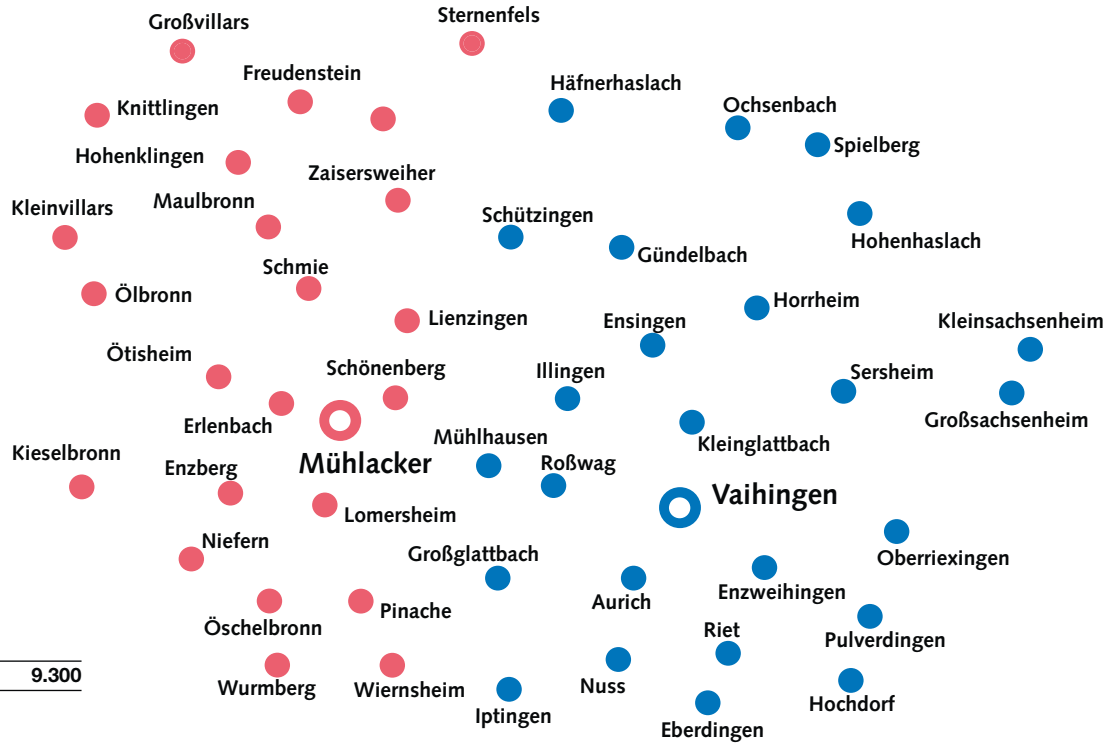 Sternenfels
Großvillars
Freudenstein
Häfnerhaslach
Ochsenbach
Knittlingen
Spielberg
Hohenklingen
Zaisersweiher
Maulbronn
Kleinvillars
Schützingen
Hohenhaslach
Gündelbach
Schmie
Ölbronn
Horrheim
Lienzingen
Ensingen
Kleinsachsenheim
Ötisheim
Schönenberg
Illingen
Sersheim
Großsachsenheim
Erlenbach
Mühlhausen
Kleinglattbach
Kieselbronn
Enzberg
Mühlacker
Roßwag
Vaihingen
Lomersheim
Niefern
Großglattbach
Oberriexingen
Enzweihingen
Aurich
Pinache
Öschelbronn
Riet
Pulverdingen
9.300
Wurmberg
Wiernsheim
Nuss
Hochdorf
Iptingen
Eberdingen